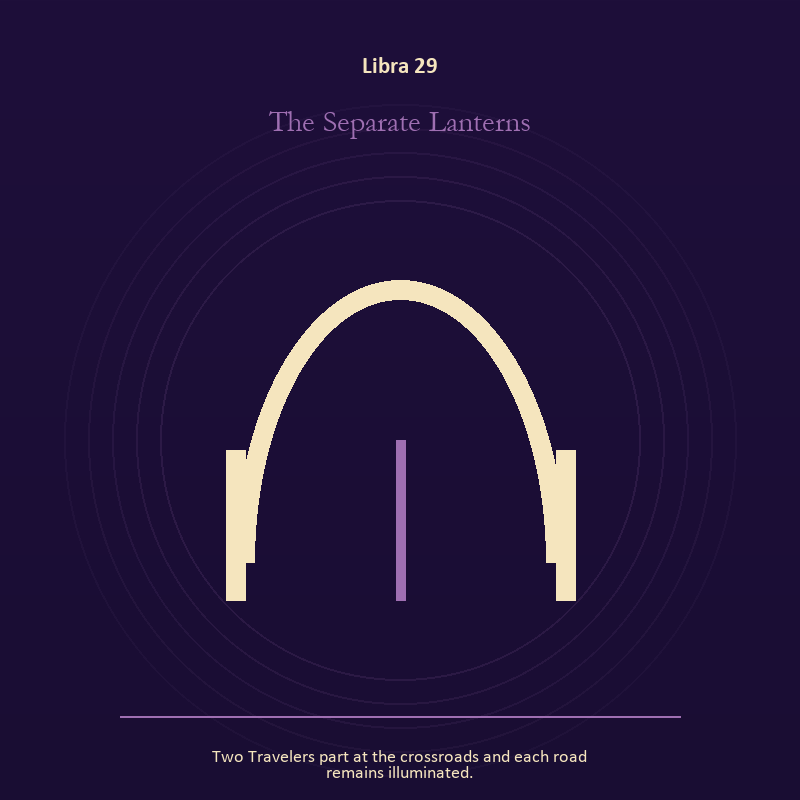 Libra 29
The Separate Lanterns
Two Travelers part at the crossroads and each road
remains illuminated.